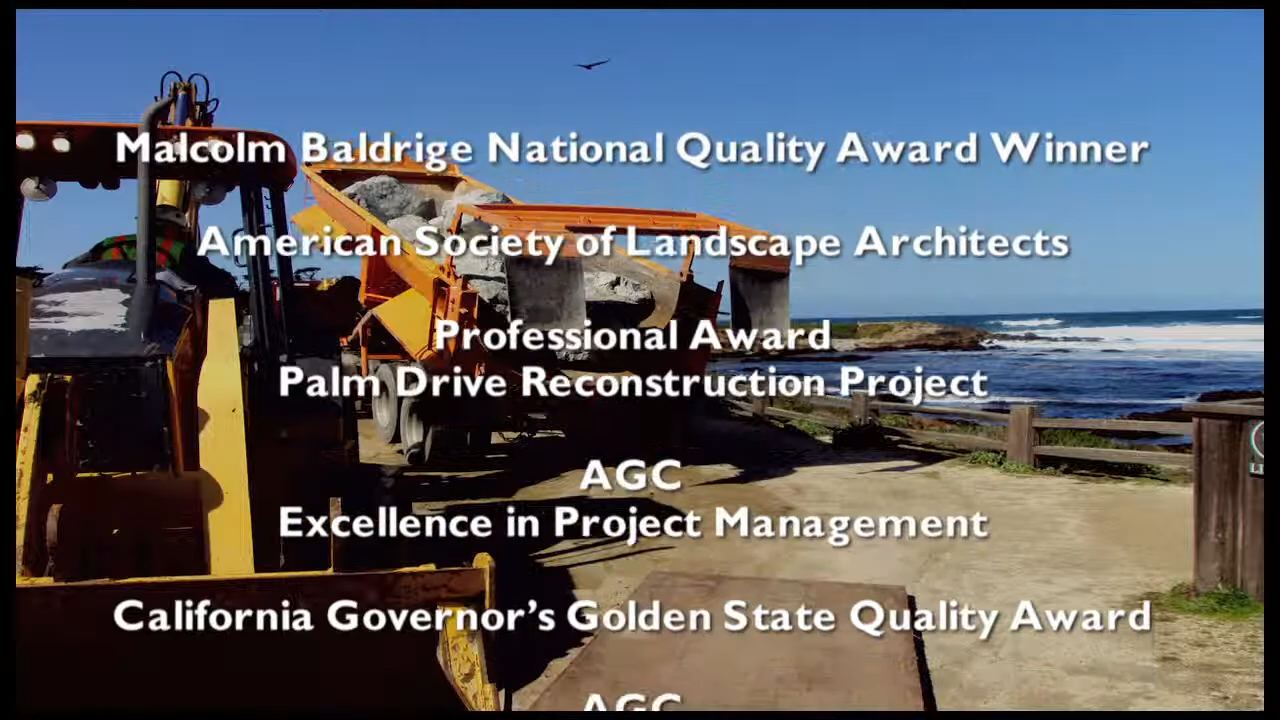 Malcolm Baldrige National Quality Award Winner
American Society of Landscape Architects
Professional Award
Palm Drive Reconstruction Project
AGC
Excellence in Project Management
California Governor's Golden State Quality Award
AGC